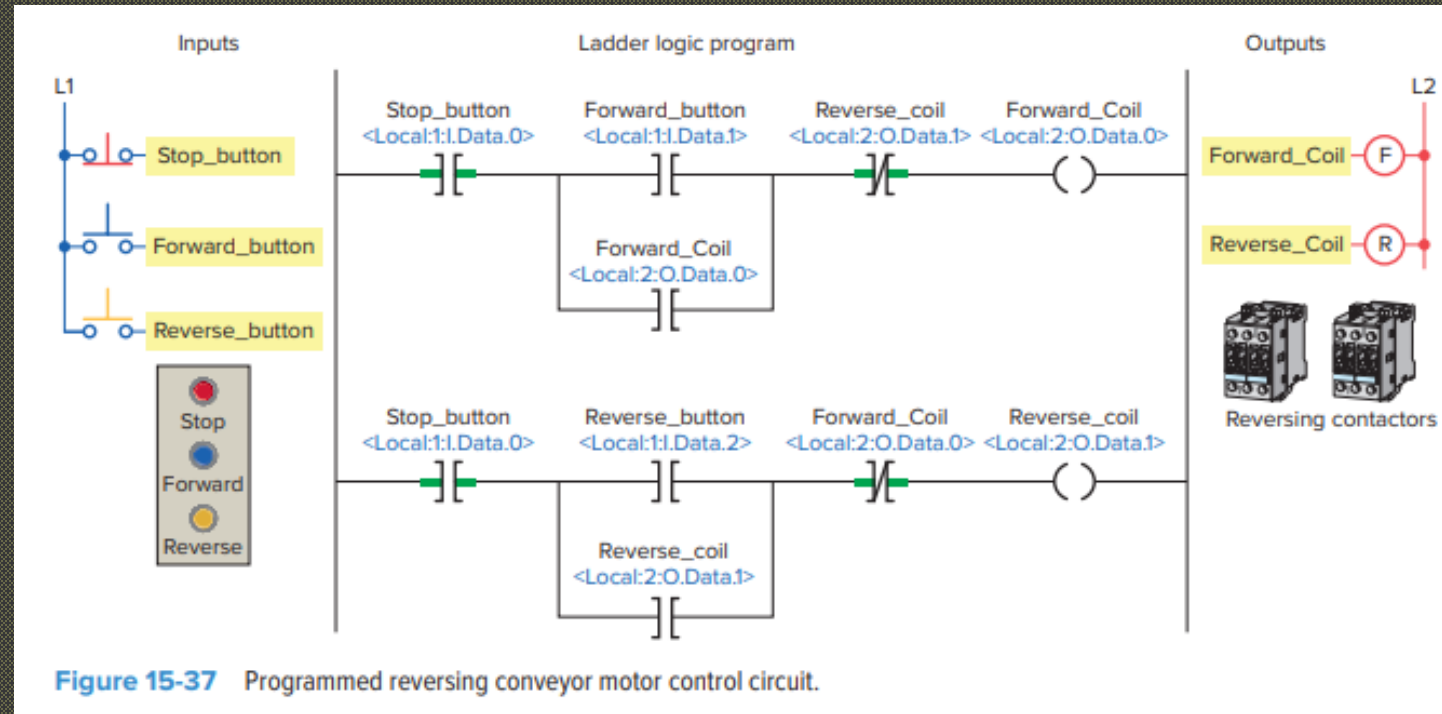 Inputs
Ladder logic program
Outputs
L1
L2
Stop_button
Forward_button
Reverse_button
Stop
Forward
Reverse
Stop_button
<Local:1:I.Data.0>
Forward_button
<Local:1:I.Data.1>
Reverse_coil
<Local:2:O.Data.1>
Forward_Coil
<Local:2:O.Data.0>
Forward_Coil
<Local:2:O.Data.0>
Stop_button
<Local:1:I.Data.0>
Reverse_button
<Local:1:I.Data.2>
Forward_Coil
<Local:2:O.Data.0>
Reverse_coil
<Local:2:O.Data.1>
Reverse_coil
<Local:2:O.Data.1>
Forward_Coil
F
Reverse_Coil
R
Reversing contactors
Figure 15-37 Programmed reversing conveyor motor control circuit.